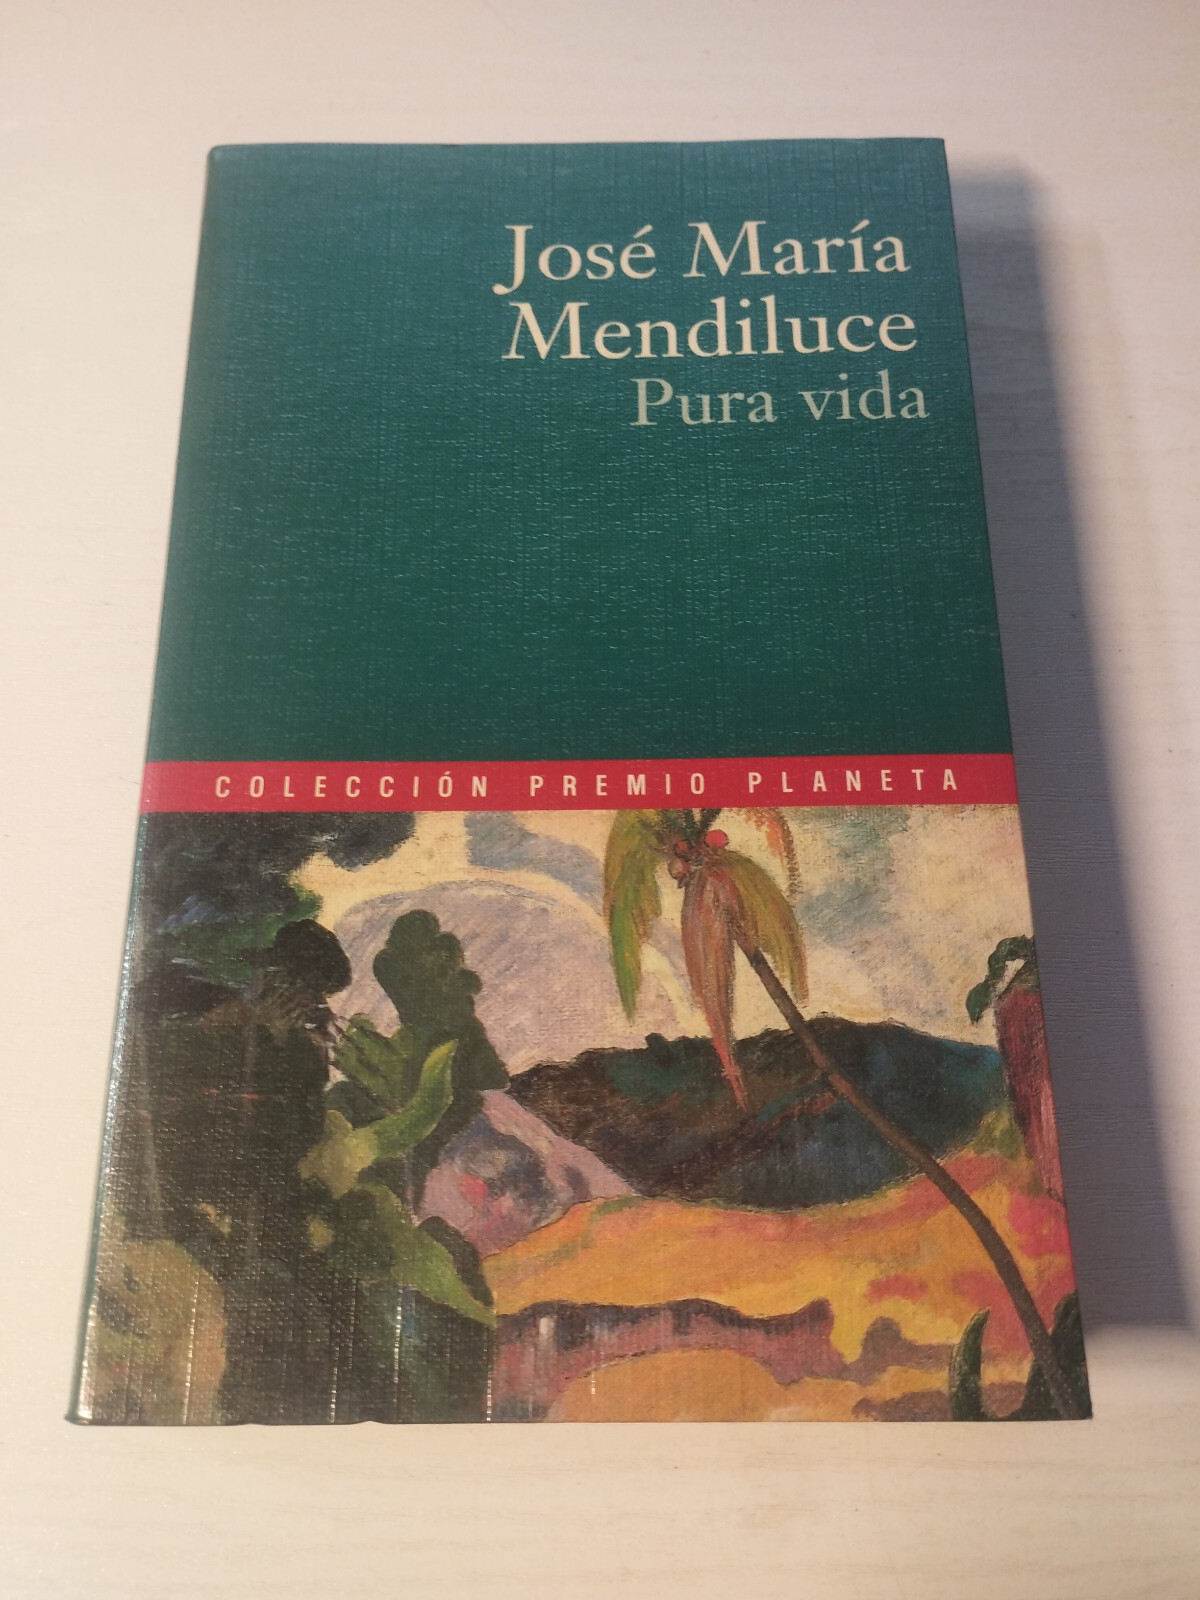 José María
Mendiluce
Pura vida
COLECCIÓN PREMIO PLANETA